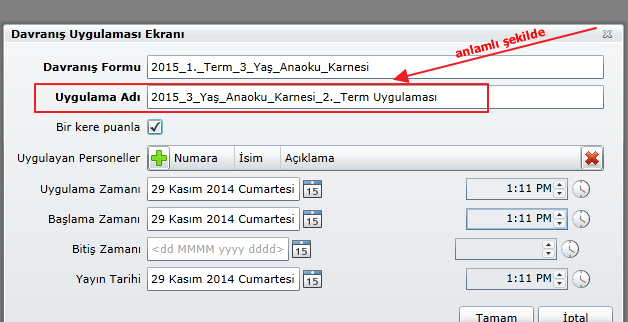 Davranış Uygulaması Ekranı
anlamlı şekilde
Davranış Formu 2015_1._Term_3_Yaş_Anaoku_Karnesi
Uygulama Adı 2015_3_Yaş_Anaoku_Karnesi_2._Term Uygulaması
Bir kere puanla
Uygulayan Personeller Numara İsim Açıklama
Uygulama Zamanı 29 Kasım 2014 Cumartesi 15 1:11 PM
Başlama Zamanı 29 Kasım 2014 Cumartesi 15 1:11 PM
Bitiş Zamanı <dd MMMM yyyy dddd> 15
Yayın Tarihi 29 Kasım 2014 Cumartesi 15 1:11 PM
Tamam İptal